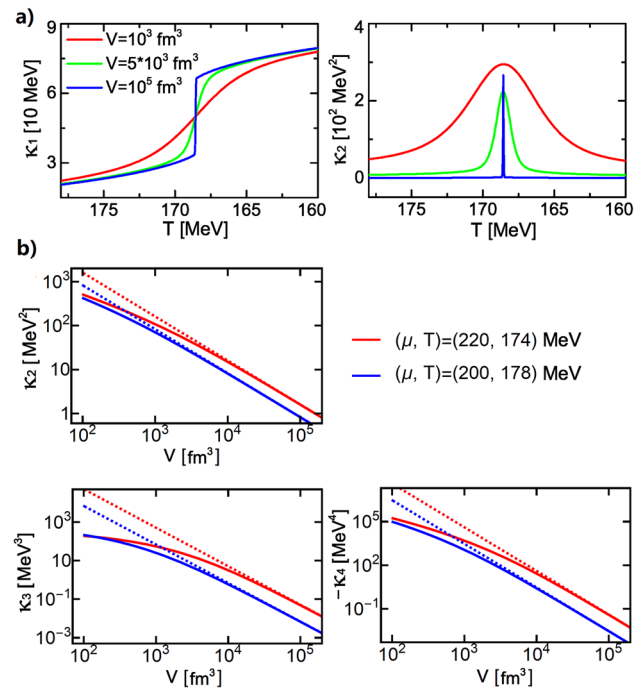 a)
9
6
3
κ₁ [10 MeV]
V=10³ fm³
V=5*10³ fm³
V=10⁵ fm³
175 170 165 160
T [MeV]
4
2
0
κ₂ [10² MeV²]
175 170 165 160
T [MeV]
b)
10³
10²
10
1
κ₂ [MeV²]
10² 10³ 10⁴ 10⁵
V [fm³]
(μ, T)=(220, 174) MeV
(μ, T)=(200, 178) MeV
10³
10
10⁻¹
10⁻³
κ₃ [MeV³]
10² 10³ 10⁴ 10⁵
V [fm³]
10⁵
10²
10⁻¹
-κ₄ [MeV⁴]
10² 10³ 10⁴ 10⁵
V [fm³]